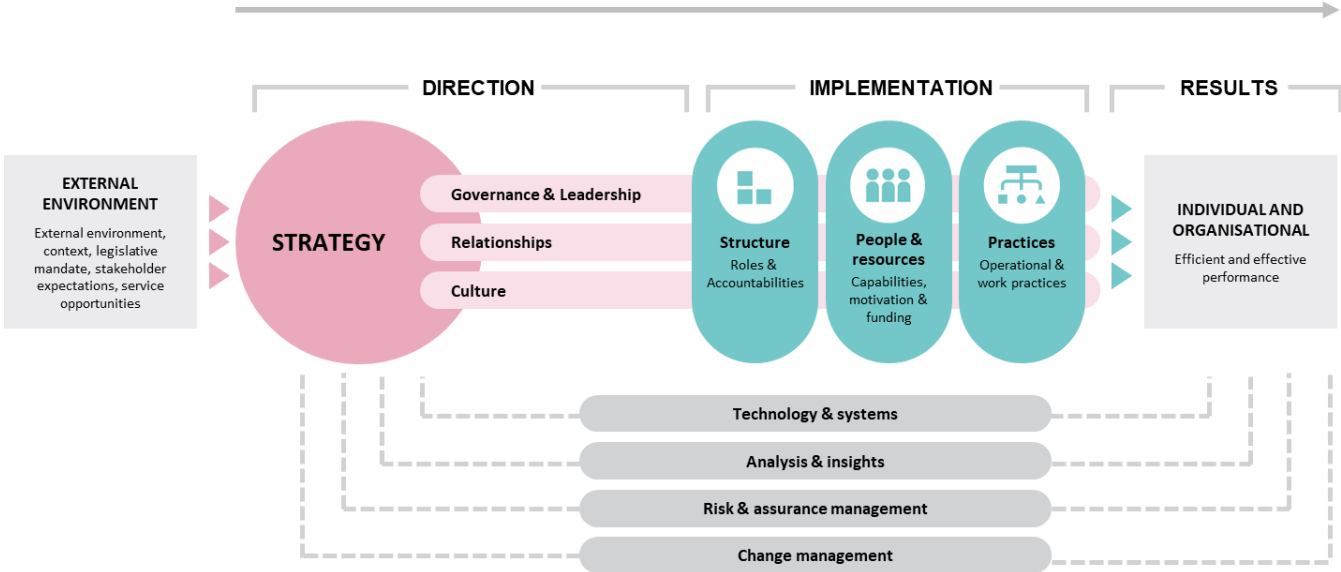 DIRECTION
IMPLEMENTATION
RESULTS
EXTERNAL
ENVIRONMENT
External environment,
context, legislative
mandate, stakeholder
expectations, service
opportunities
STRATEGY
Governance & Leadership
Relationships
Culture
Structure
Roles &
Accountabilities
People &
resources
Capabilities,
motivation &
funding
Practices
Operational &
work practices
INDIVIDUAL AND
ORGANISATIONAL
Efficient and effective
performance
Technology & systems
Analysis & insights
Risk & assurance management
Change management